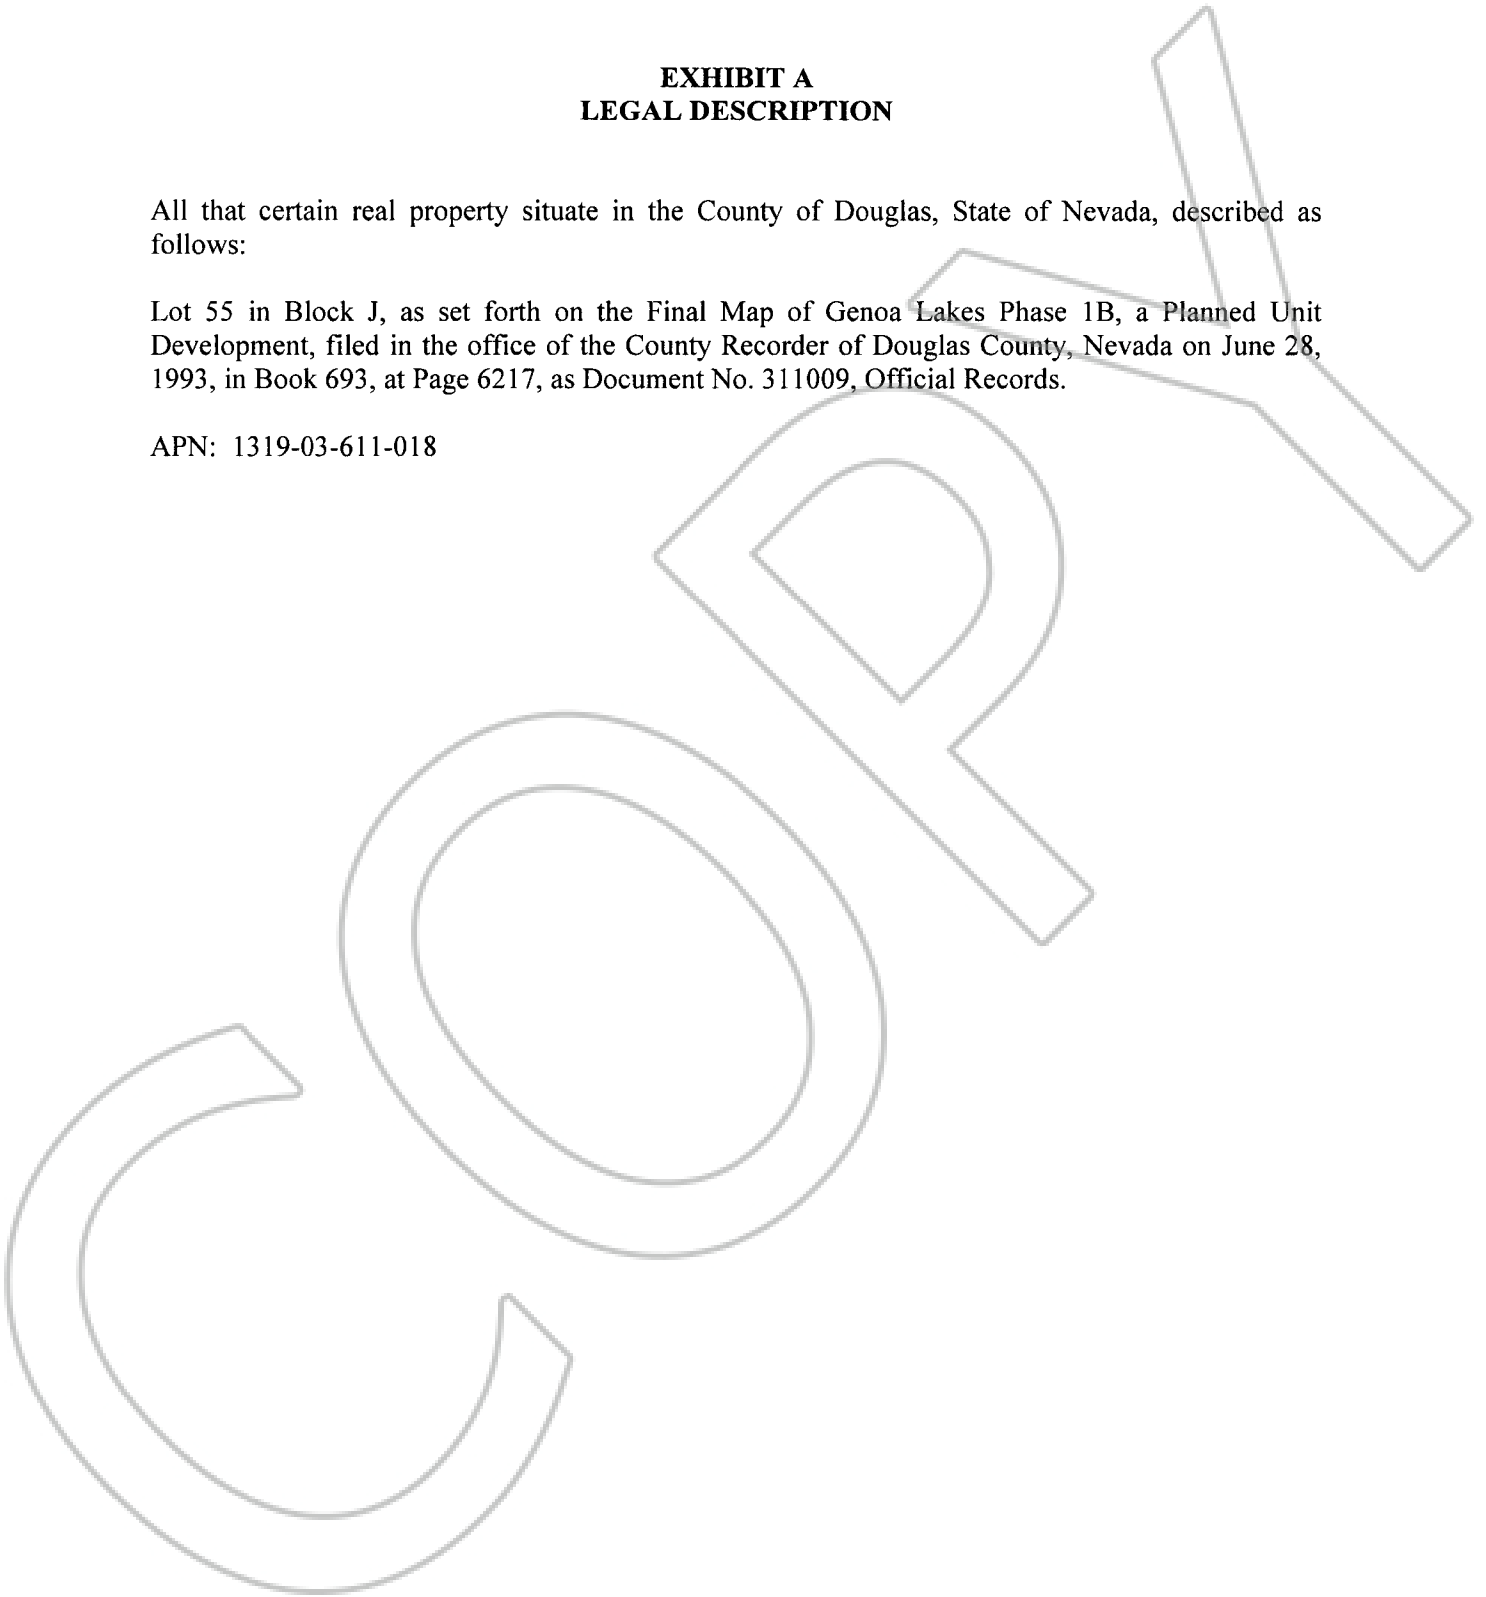 EXHIBIT A
LEGAL DESCRIPTION
All that certain real property situate in the County of Douglas, State of Nevada, described as
follows:
Lot 55 in Block J, as set forth on the Final Map of Genoa Lakes Phase 1B, a Planned Unit
Development, filed in the office of the County Recorder of Douglas County, Nevada on June 28,
1993, in Book 693, at Page 6217, as Document No. 311009, Official Records.
APN: 1319-03-611-018
COPY